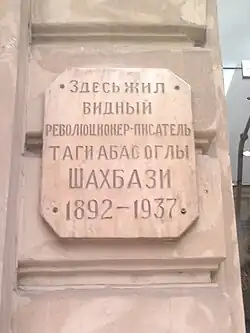 ЗДЕСЬ ЖИЛ
ВИДНЫЙ
РЕВОЛЮЦИОНЕР-ПИСАТЕЛЬ
ТАГИ АБАС ОГЛЫ
ШАХБАЗИ
1892-1937